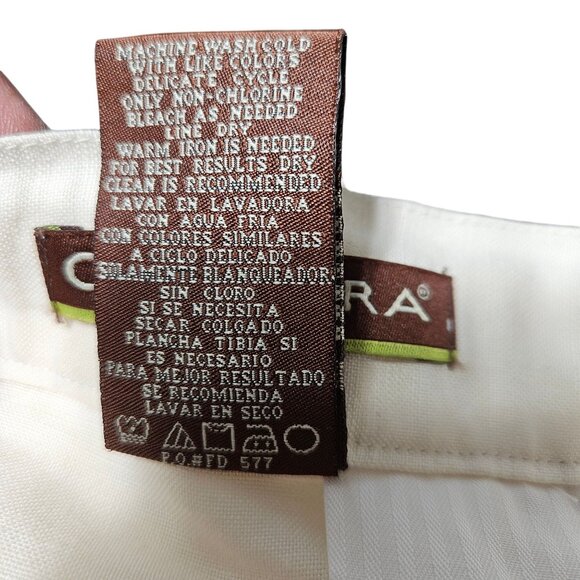 MACHINE WASH COLD
WITH LIKE COLORS
DELICATE CYCLE
ONLY NON-CHLORINE
BLEACH AS NEEDED
LINE DRY
WARM IRON IS NEEDED
FOR BEST RESULTS DRY
CLEAN IS RECOMMENDED
LAVAR EN LAVADORA
CON AGUA FRIA
CON COLORES SIMILARES
A CICLO DELICADO
SOLAMENTE BLANQUEADOR
SIN CLORO
SI SE NECESITA
SECAR COLGADO
PLANCHA TIBIA SI
ES NECESARIO
PARA MEJOR RESULTADO
SE RECOMIENDA
LAVAR EN SECO
P.O.#FD 577
C RA®